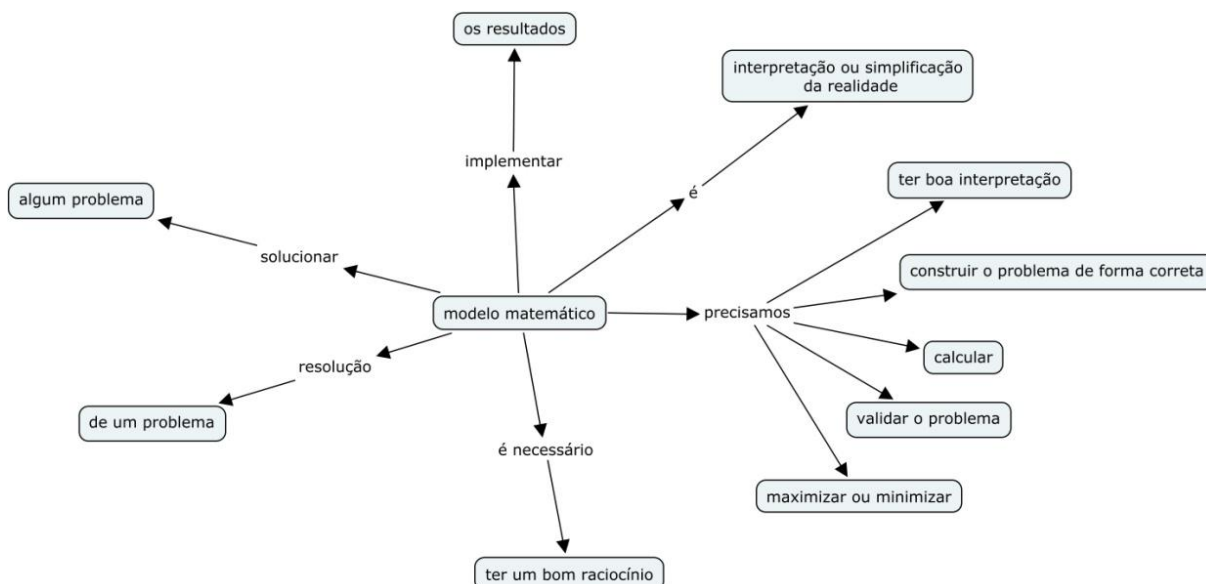 os resultados
interpretação ou simplificação
da realidade
implementar
ter boa interpretação
algum problema
é
solucionar
construir o problema de forma correta
modelo matemático
precisamos
calcular
resolução
de um problema
validar o problema
é necessário
maximizar ou minimizar
ter um bom raciocínio